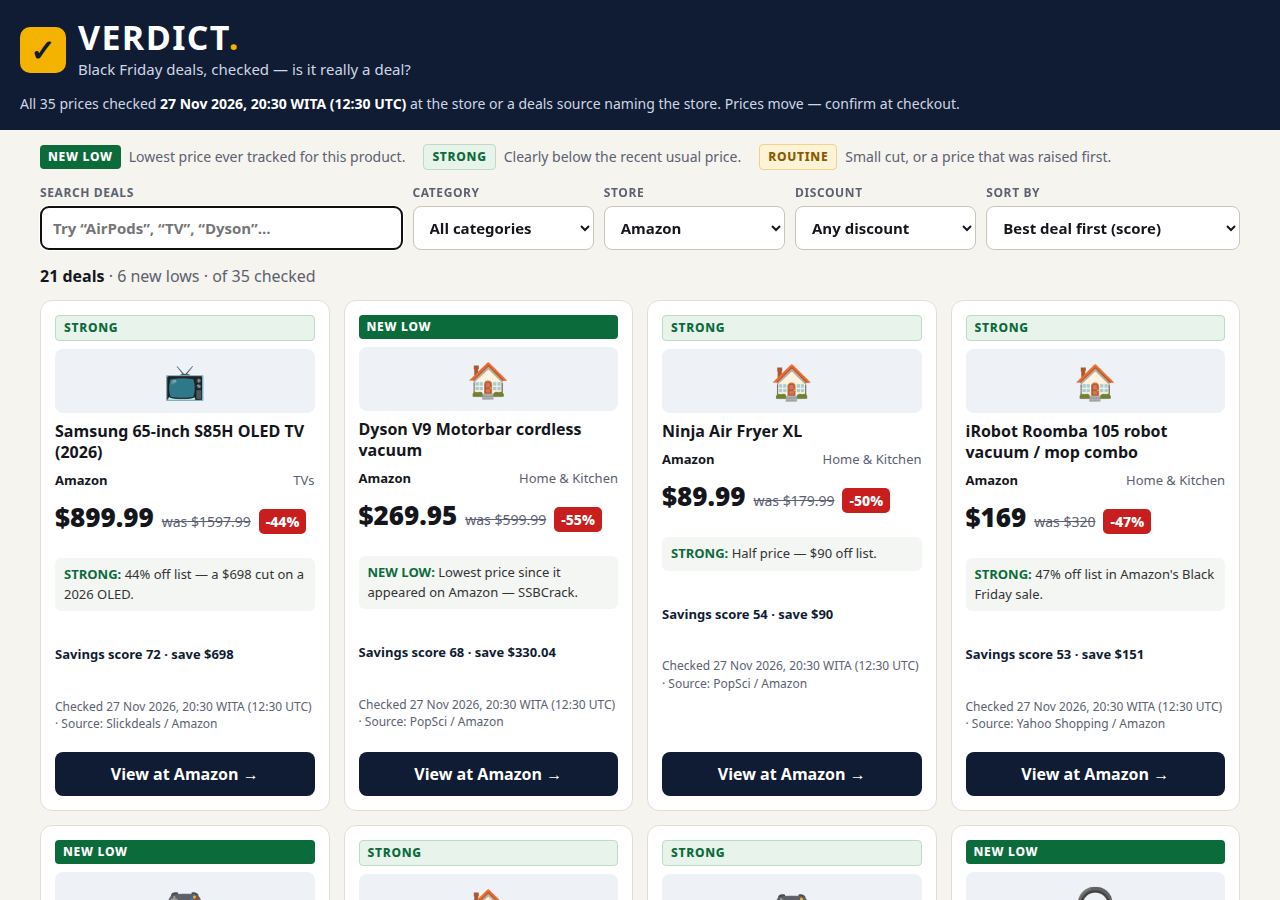 ✓
VERDICT.
Black Friday deals, checked — is it really a deal?
All 35 prices checked 27 Nov 2026, 20:30 WITA (12:30 UTC) at the store or a deals source naming the store. Prices move — confirm at checkout.
NEW LOW Lowest price ever tracked for this product. STRONG Clearly below the recent usual price. ROUTINE Small cut, or a price that was raised first.
SEARCH DEALS CATEGORY STORE DISCOUNT SORT BY
Try “AirPods”, “TV”, “Dyson”… All categories Amazon Any discount Best deal first (score)
21 deals · 6 new lows · of 35 checked
STRONG
Samsung 65-inch S85H OLED TV
(2026)
Amazon TVs
$899.99 was $1597.99 -44%
STRONG: 44% off list — a $698 cut on a
2026 OLED.
Savings score 72 · save $698
Checked 27 Nov 2026, 20:30 WITA (12:30 UTC)
· Source: Slickdeals / Amazon
View at Amazon →
NEW LOW
Dyson V9 Motorbar cordless
vacuum
Amazon Home & Kitchen
$269.95 was $599.99 -55%
NEW LOW: Lowest price since it
appeared on Amazon — SSBCrack.
Savings score 68 · save $330.04
Checked 27 Nov 2026, 20:30 WITA (12:30 UTC)
· Source: PopSci / Amazon
View at Amazon →
STRONG
Ninja Air Fryer XL
Amazon Home & Kitchen
$89.99 was $179.99 -50%
STRONG: Half price — $90 off list.
Savings score 54 · save $90
Checked 27 Nov 2026, 20:30 WITA (12:30 UTC)
· Source: PopSci / Amazon
View at Amazon →
STRONG
iRobot Roomba 105 robot
vacuum / mop combo
Amazon Home & Kitchen
$169 was $320 -47%
STRONG: 47% off list in Amazon's Black
Friday sale.
Savings score 53 · save $151
Checked 27 Nov 2026, 20:30 WITA (12:30 UTC)
· Source: Yahoo Shopping / Amazon
View at Amazon →
NEW LOW
STRONG
STRONG
NEW LOW